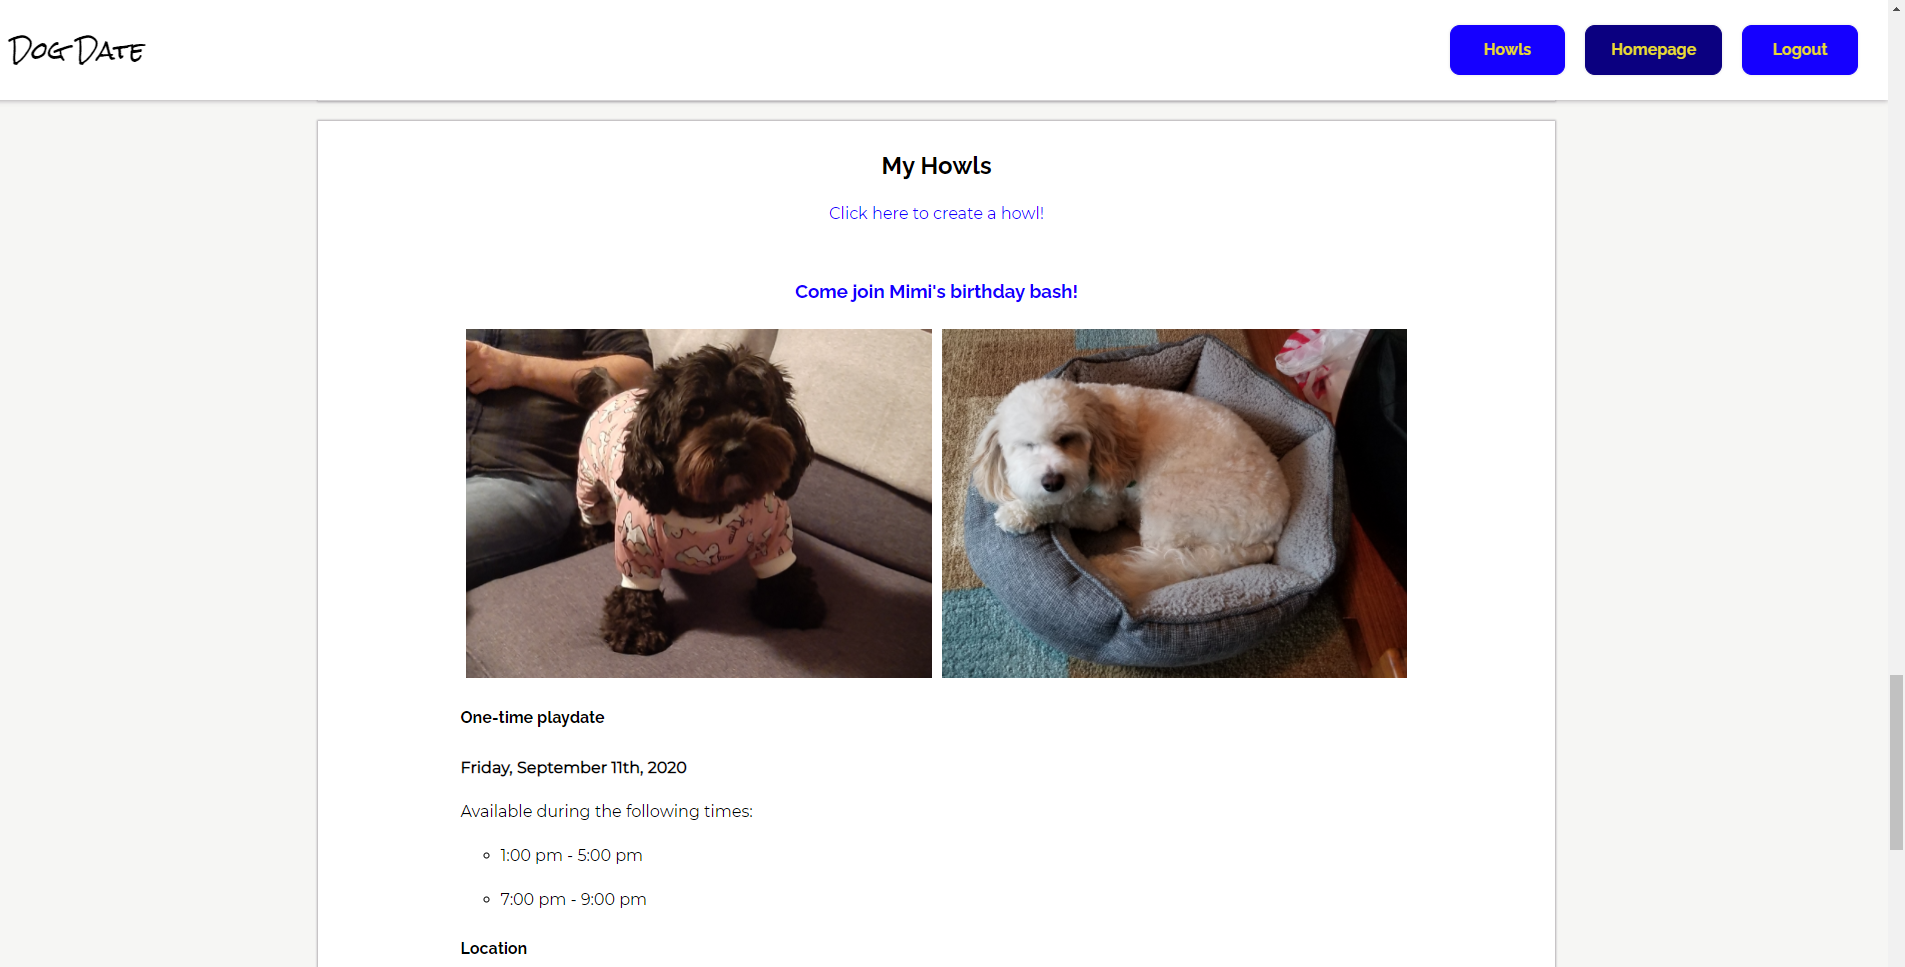 Dog Date
Howls
Homepage
Logout
My Howls
Click here to create a howl!
Come join Mimi's birthday bash!
One-time playdate
Friday, September 11th, 2020
Available during the following times:
1:00 pm - 5:00 pm
7:00 pm - 9:00 pm
Location